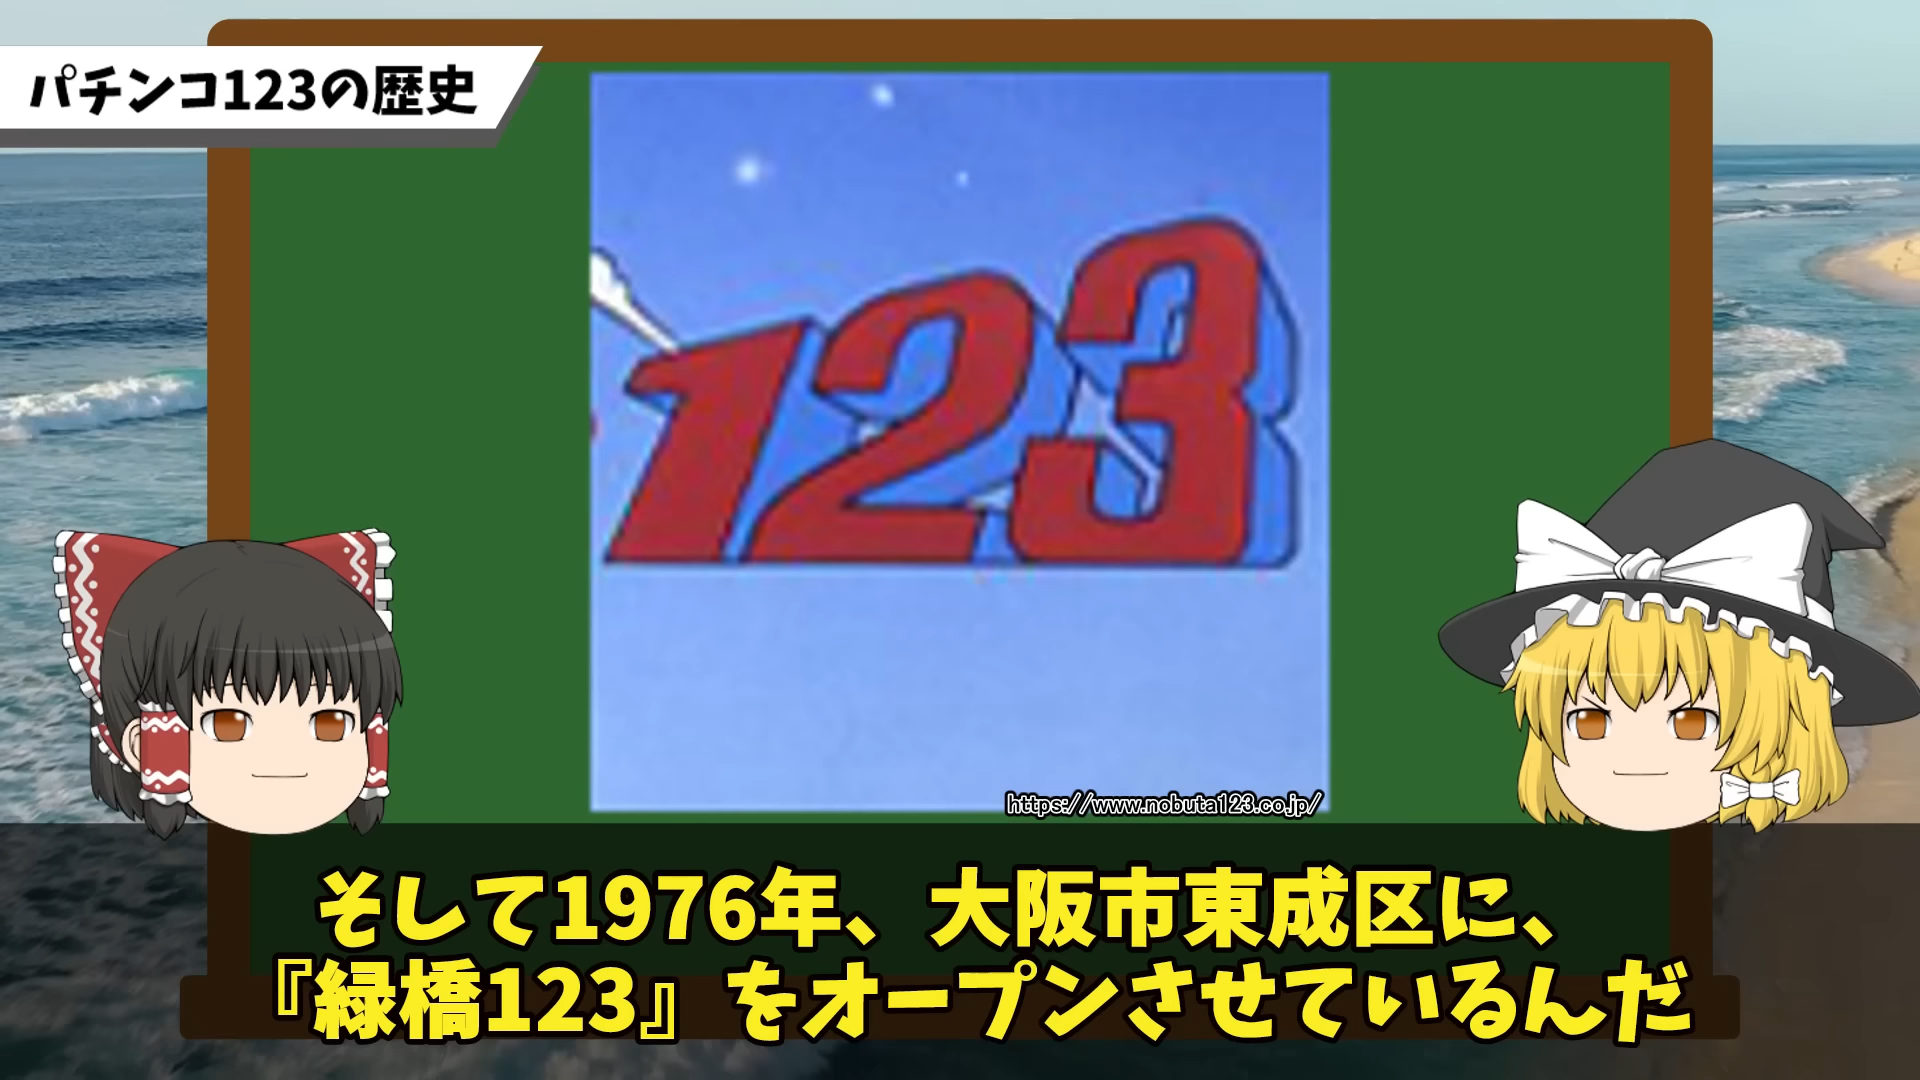 パチンコ123の歴史
123
https://www.nobuta123.co.jp/
そして1976年、大阪市東成区に、
『緑橋123』をオープンさせているんだ